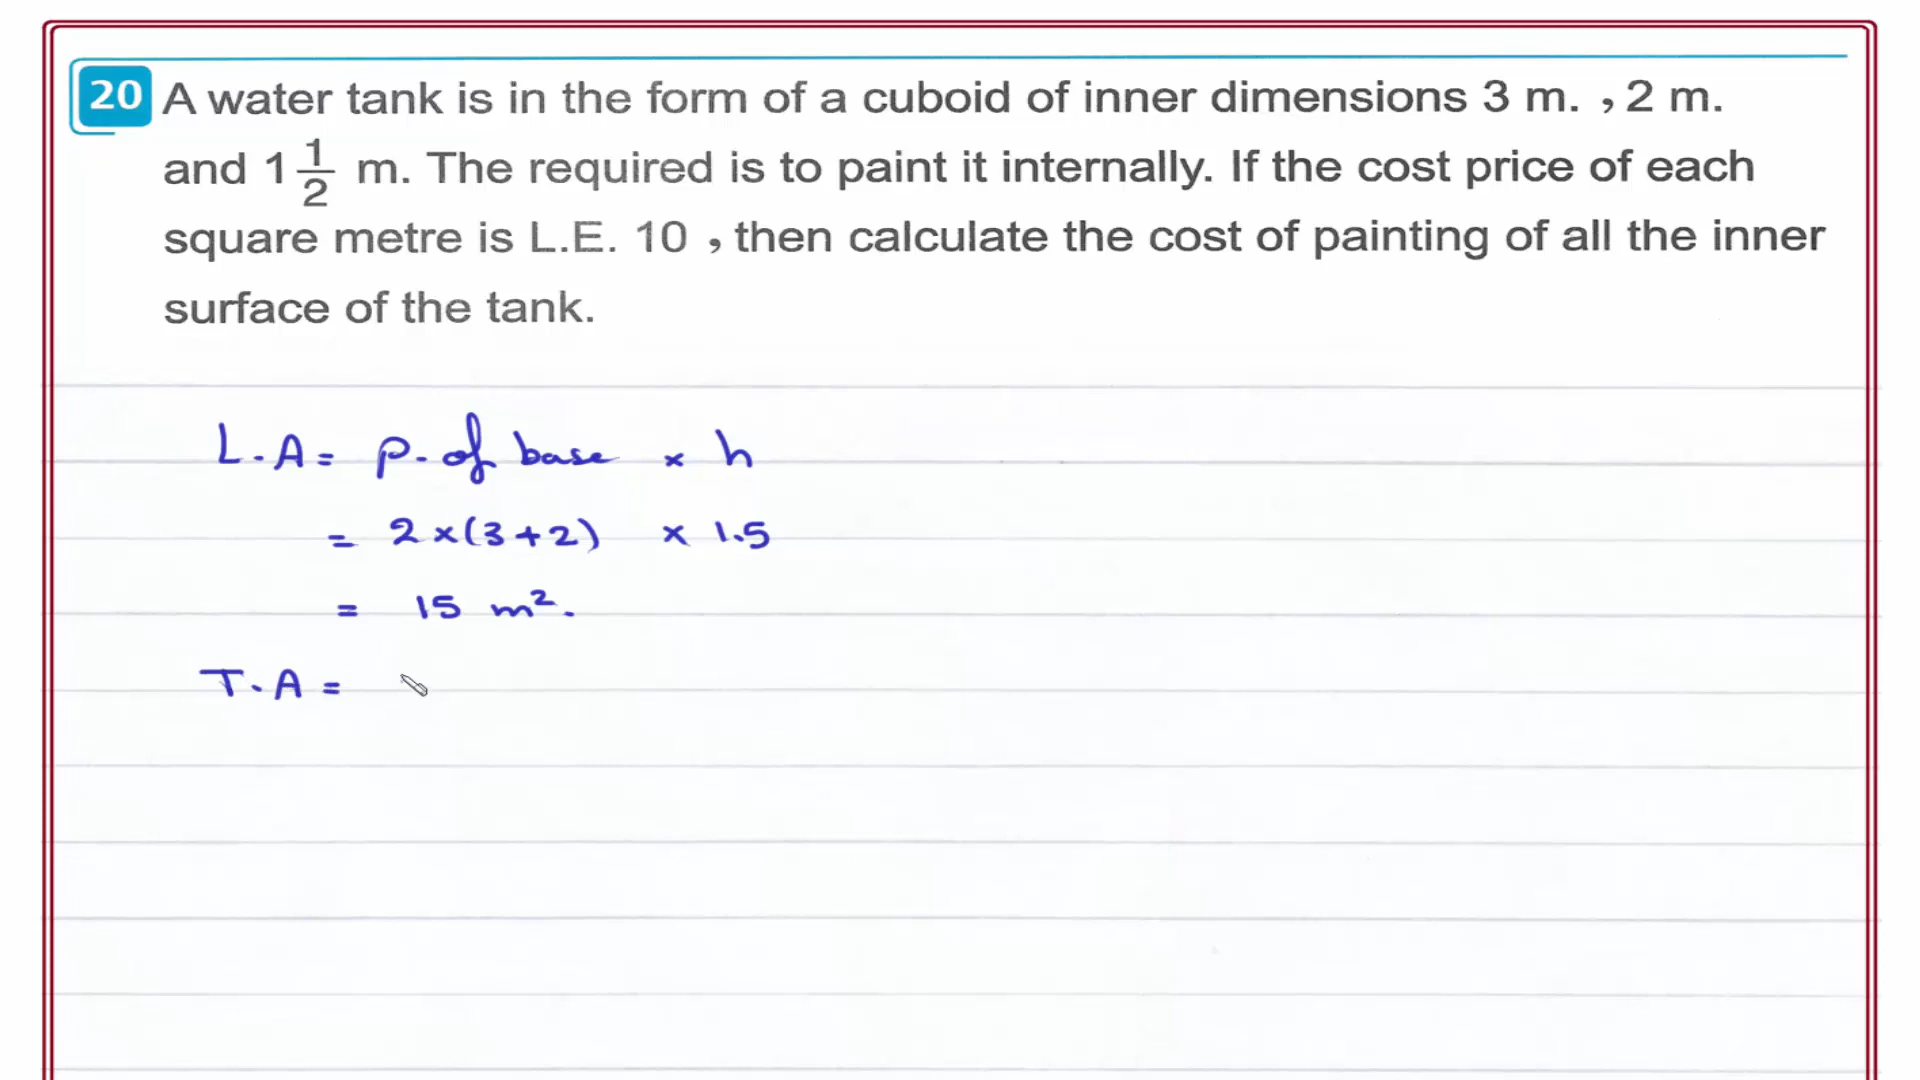 20 A water tank is in the form of a cuboid of inner dimensions 3 m. , 2 m.
and 1 1/2 m. The required is to paint it internally. If the cost price of each
square metre is L.E. 10 , then calculate the cost of painting of all the inner
surface of the tank.
L.A = P. of base × h
= 2 × (3+2) × 1.5
= 15 m².
T.A =